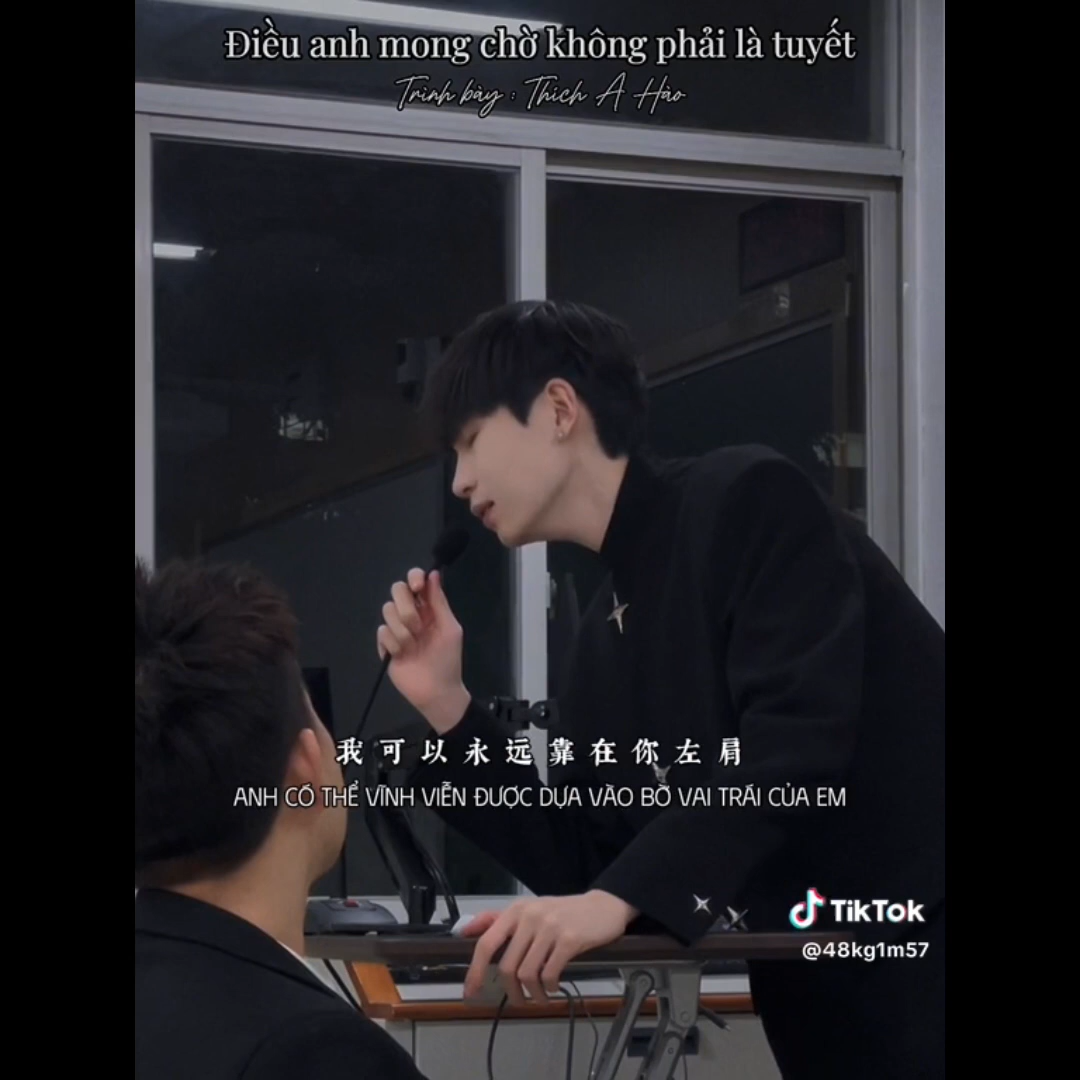 Điều anh mong chờ không phải là tuyết
Trình bày : Thích A Hào
我可以永远靠在你左肩
ANH CÓ THỂ VĨNH VIỄN ĐƯỢC DỰA VÀO BỜ VAI TRÁI CỦA EM
TikTok
@48kg1m57